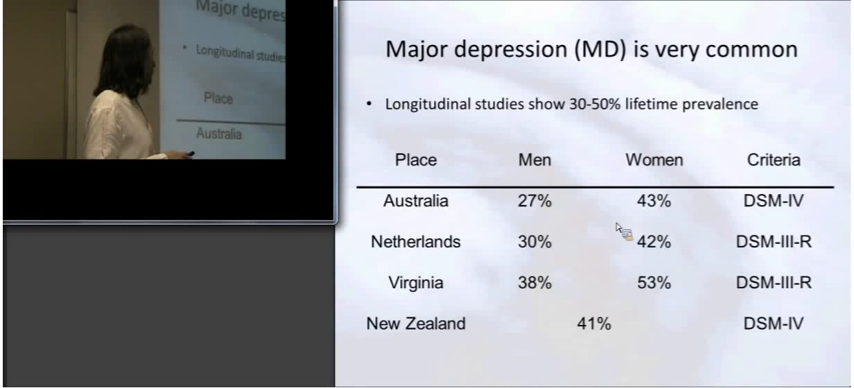 Major depres
• Longitudinal studies
Place
Australia
Major depression (MD) is very common
• Longitudinal studies show 30-50% lifetime prevalence
Place Men Women Criteria
Australia 27% 43% DSM-IV
Netherlands 30% 42% DSM-III-R
Virginia 38% 53% DSM-III-R
New Zealand 41% DSM-IV